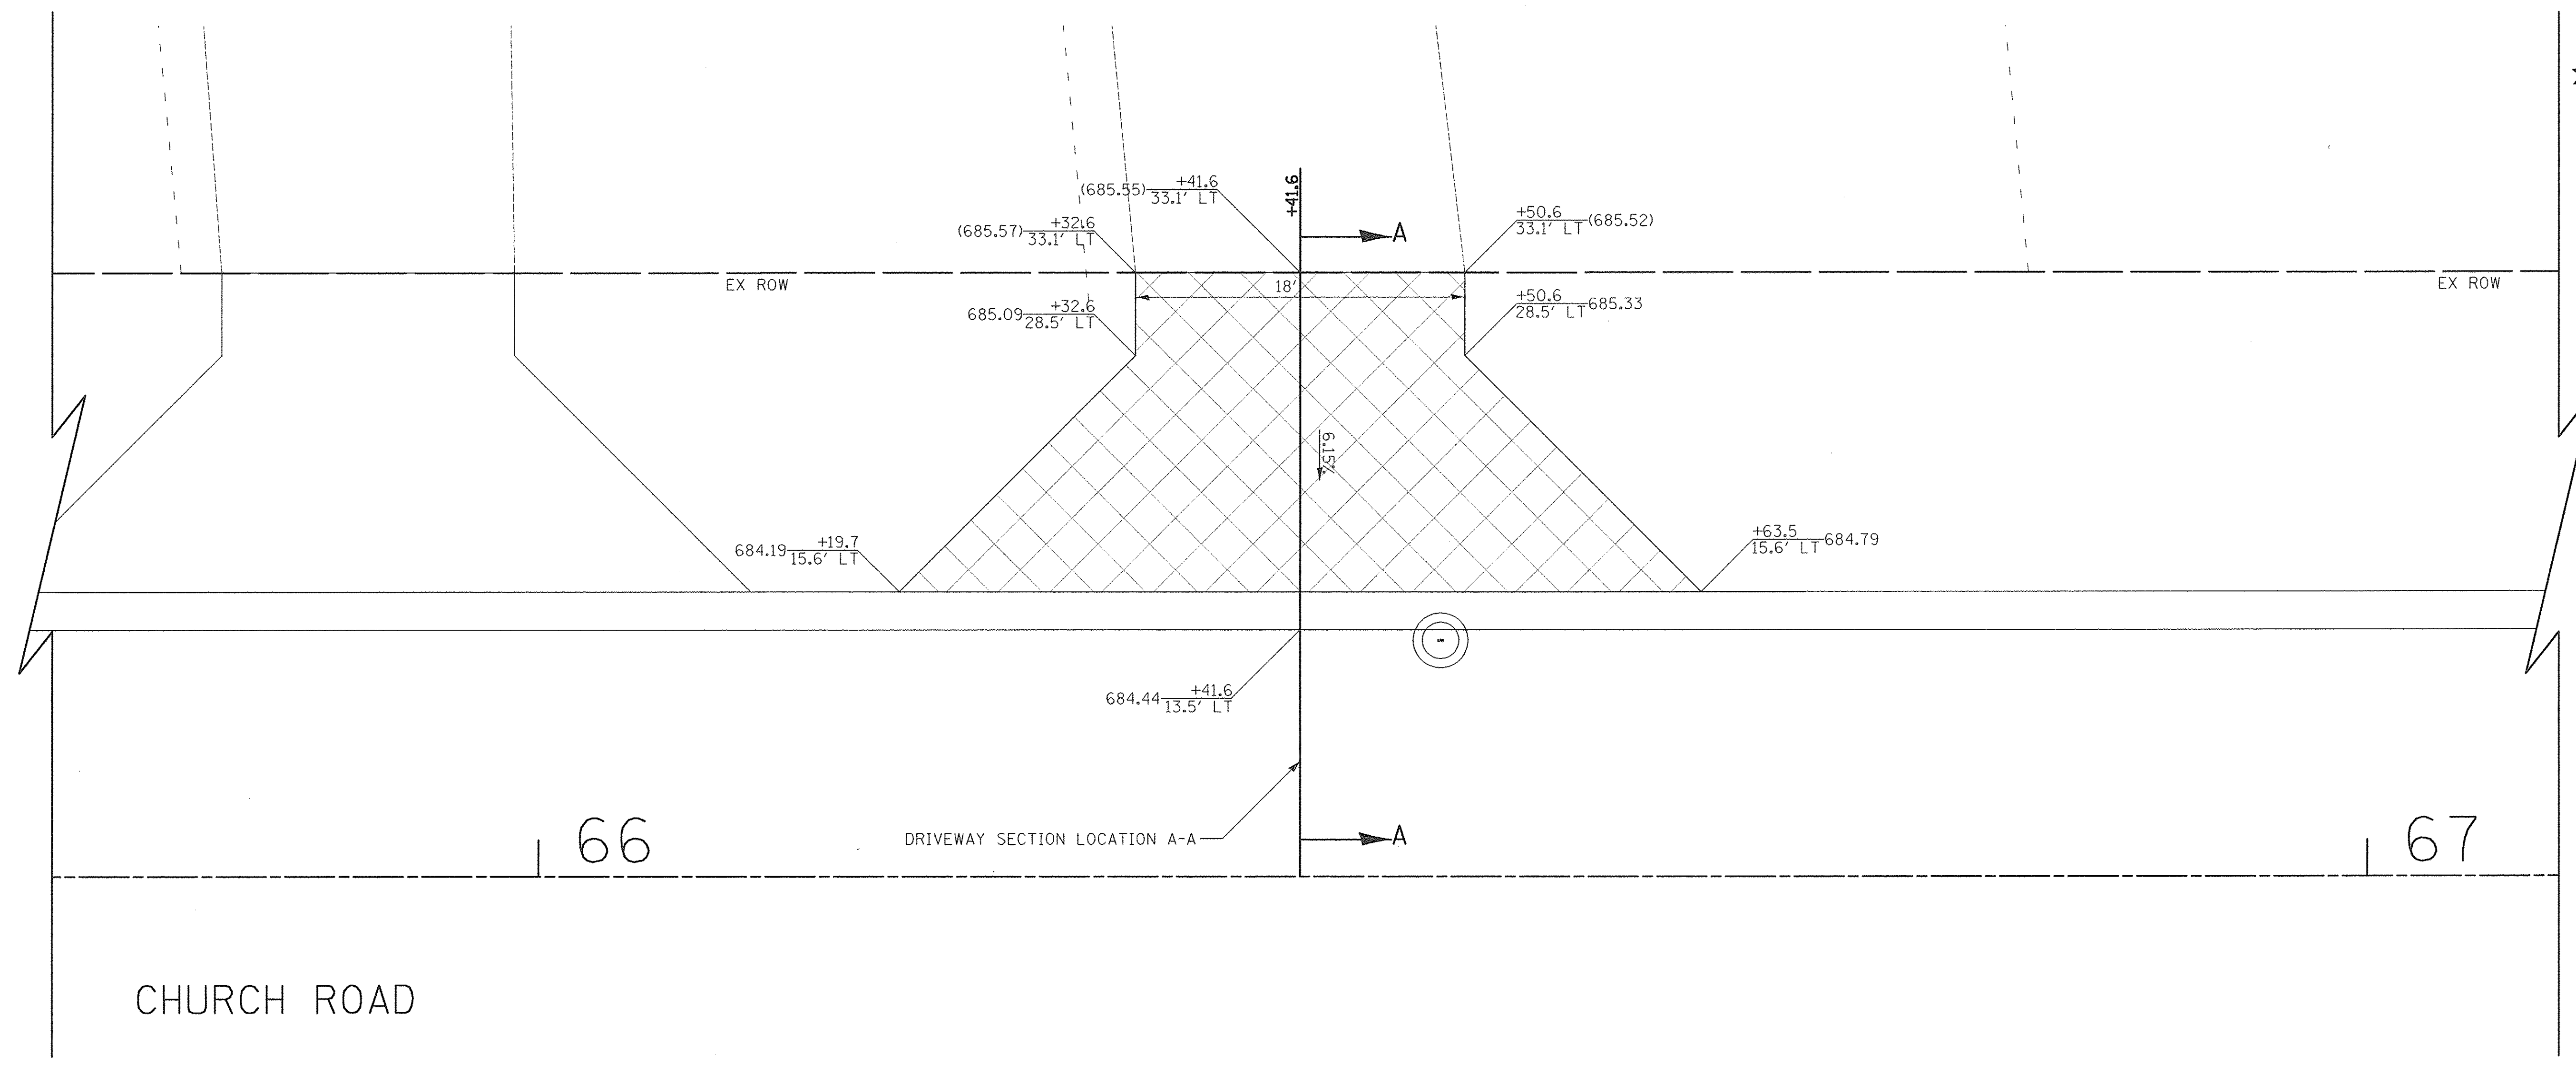 +41.6
(685.55)
33.1' LT
+41.6
+32.6
(685.57)
33.1' LT
+50.6
(685.52)
33.1' LT
A
EX ROW
EX ROW
18'
+32.6
685.09
28.5' LT
+50.6
685.33
28.5' LT
6.15%
+19.7
684.19
15.6' LT
+63.5
684.79
15.6' LT
+41.6
684.44
13.5' LT
DRIVEWAY SECTION LOCATION A-A
A
66
67
CHURCH ROAD